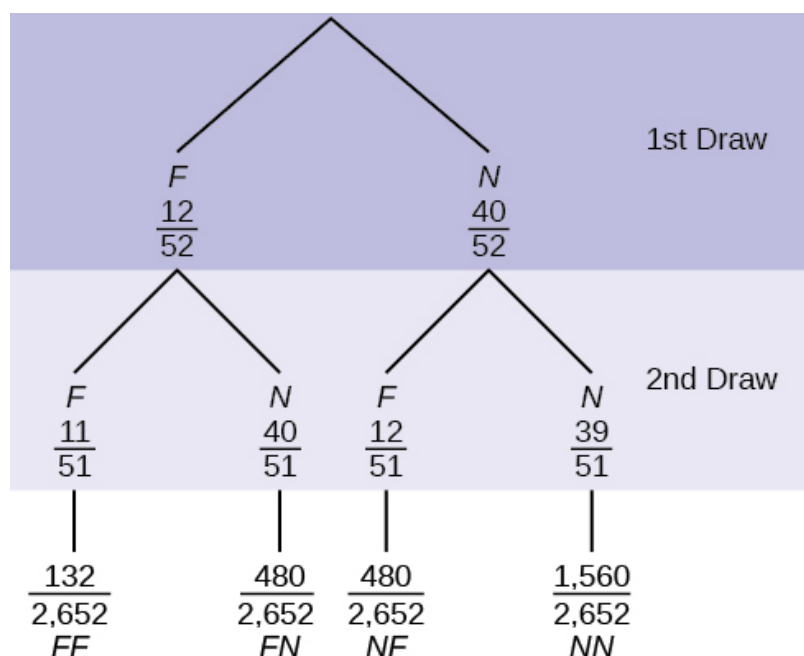 1st Draw
F N
12 40
52 52
2nd Draw
F N F N
11 40 12 39
51 51 51 51
132 480 480 1,560
2,652 2,652 2,652 2,652
FF FN NF NN